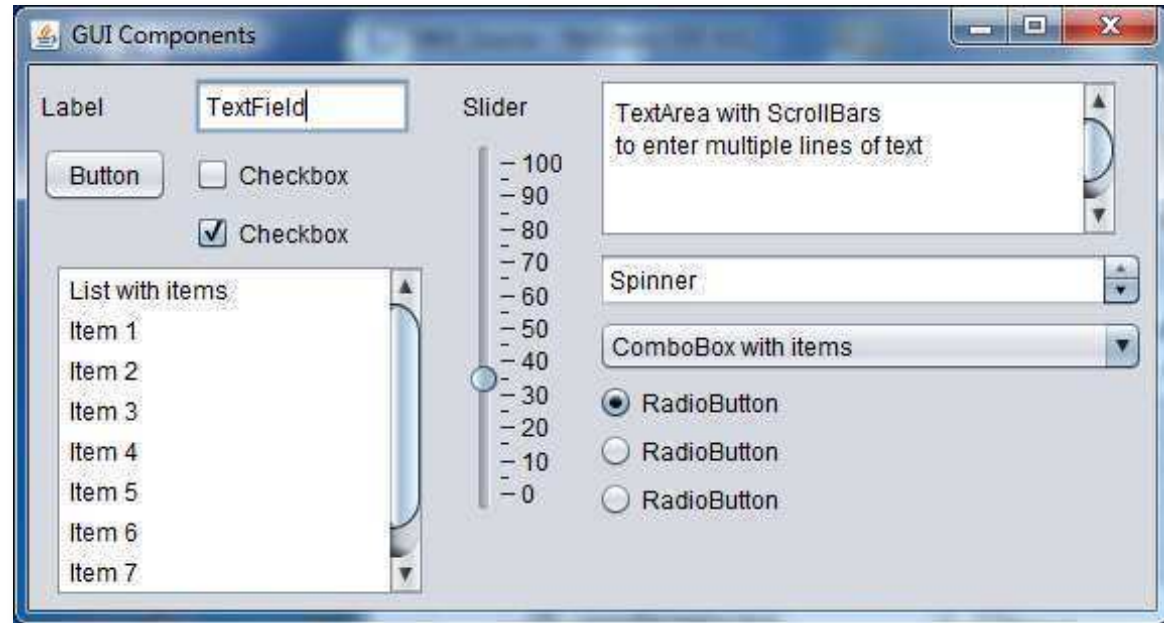 GUI Components
Label
TextField
Button
Checkbox
Checkbox
List with items
Item 1
Item 2
Item 3
Item 4
Item 5
Item 6
Item 7
Slider
100
90
80
70
60
50
40
30
20
10
0
TextArea with ScrollBars
to enter multiple lines of text
Spinner
ComboBox with items
RadioButton
RadioButton
RadioButton